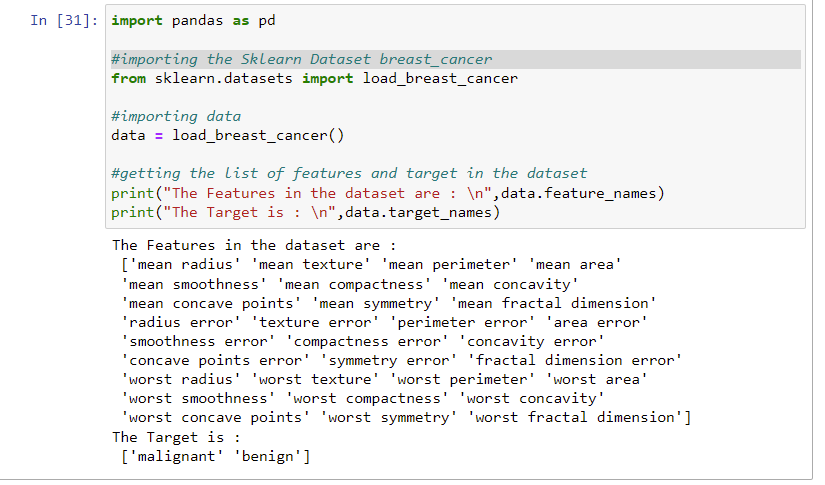 In [31]: import pandas as pd
#importing the Sklearn Dataset breast_cancer
from sklearn.datasets import load_breast_cancer
#importing data
data = load_breast_cancer()
#getting the list of features and target in the dataset
print("The Features in the dataset are : \n",data.feature_names)
print("The Target is : \n",data.target_names)
The Features in the dataset are :
['mean radius' 'mean texture' 'mean perimeter' 'mean area'
'mean smoothness' 'mean compactness' 'mean concavity'
'mean concave points' 'mean symmetry' 'mean fractal dimension'
'radius error' 'texture error' 'perimeter error' 'area error'
'smoothness error' 'compactness error' 'concavity error'
'concave points error' 'symmetry error' 'fractal dimension error'
'worst radius' 'worst texture' 'worst perimeter' 'worst area'
'worst smoothness' 'worst compactness' 'worst concavity'
'worst concave points' 'worst symmetry' 'worst fractal dimension']
The Target is :
['malignant' 'benign']